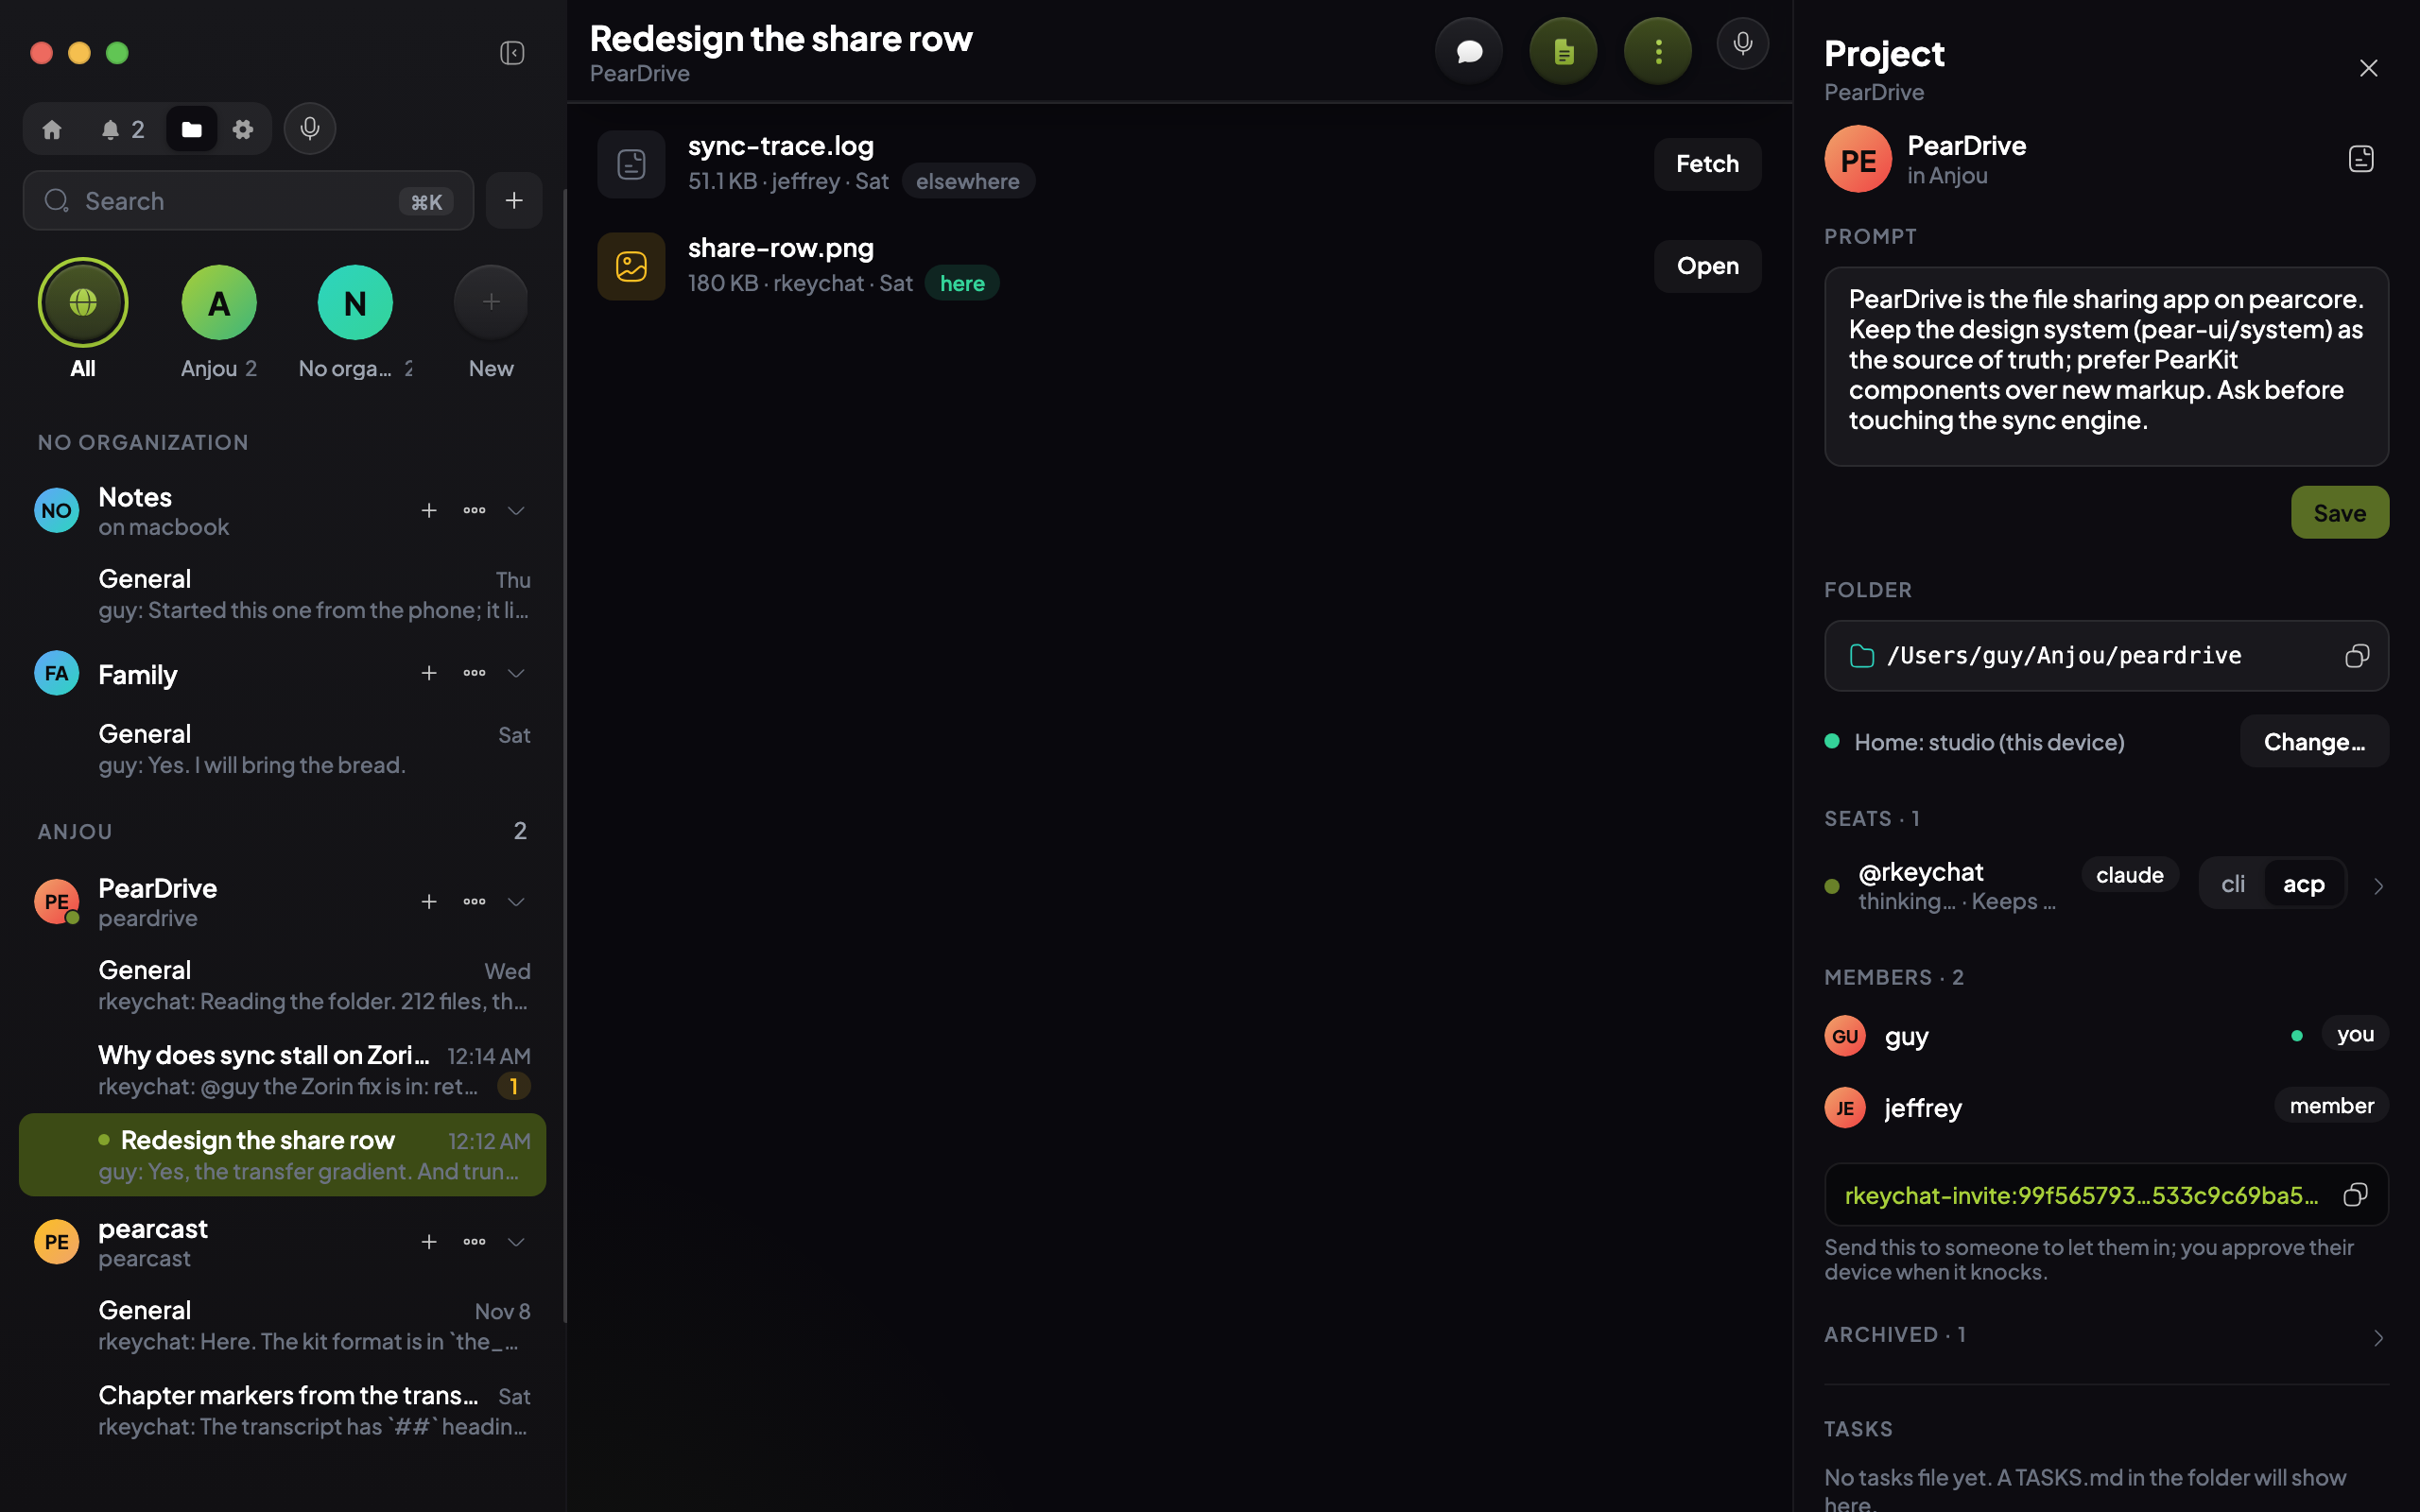 2
Search
⌘K
All
A
Anjou 2
N
No orga... 2
New
NO ORGANIZATION
NO
Notes
on macbook
General
Thu
guy: Started this one from the phone; it li...
FA
Family
General
Sat
guy: Yes. I will bring the bread.
ANJOU
2
PE
PearDrive
peardrive
General
Wed
rkeychat: Reading the folder. 212 files, th...
Why does sync stall on Zori...
12:14 AM
rkeychat: @guy the Zorin fix is in: ret...
1
Redesign the share row
12:12 AM
guy: Yes, the transfer gradient. And trun...
PE
pearcast
pearcast
General
Nov 8
rkeychat: Here. The kit format is in `the_...
Chapter markers from the trans...
Sat
rkeychat: The transcript has `##` headin...
Redesign the share row
PearDrive
sync-trace.log
51.1 KB · jeffrey · Sat
elsewhere
Fetch
share-row.png
180 KB · rkeychat · Sat
here
Open
Project
PearDrive
PE
PearDrive
in Anjou
PROMPT
PearDrive is the file sharing app on pearcore.
Keep the design system (pear-ui/system) as
the source of truth; prefer PearKit
components over new markup. Ask before
touching the sync engine.
Save
FOLDER
/Users/guy/Anjou/peardrive
Home: studio (this device)
Change...
SEATS · 1
@rkeychat
thinking... · Keeps ...
claude
cli
acp
MEMBERS · 2
GU
guy
you
JE
jeffrey
member
rkeychat-invite:99f565793...533c9c69ba5...
Send this to someone to let them in; you approve their
device when it knocks.
ARCHIVED · 1
TASKS
No tasks file yet. A TASKS.md in the folder will show
here.